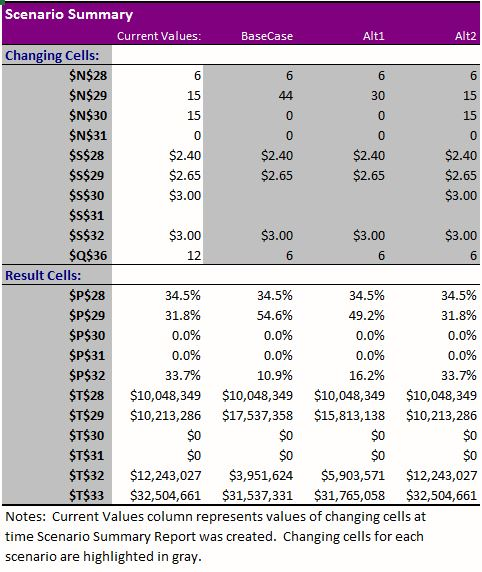 Scenario Summary
Current Values: BaseCase Alt1 Alt2
Changing Cells:
$N$28 6 6 6 6
$N$29 15 44 30 15
$N$30 15 0 0 15
$N$31 0 0 0 0
$S$28 $2.40 $2.40 $2.40 $2.40
$S$29 $2.65 $2.65 $2.65 $2.65
$S$30 $3.00 $3.00
$S$31
$S$32 $3.00 $3.00 $3.00 $3.00
$Q$36 12 6 6 6
Result Cells:
$P$28 34.5% 34.5% 34.5% 34.5%
$P$29 31.8% 54.6% 49.2% 31.8%
$P$30 0.0% 0.0% 0.0% 0.0%
$P$31 0.0% 0.0% 0.0% 0.0%
$P$32 33.7% 10.9% 16.2% 33.7%
$T$28 $10,048,349 $10,048,349 $10,048,349 $10,048,349
$T$29 $10,213,286 $17,537,358 $15,813,138 $10,213,286
$T$30 $0 $0 $0 $0
$T$31 $0 $0 $0 $0
$T$32 $12,243,027 $3,951,624 $5,903,571 $12,243,027
$T$33 $32,504,661 $31,537,331 $31,765,058 $32,504,661
Notes: Current Values column represents values of changing cells at
time Scenario Summary Report was created. Changing cells for each
scenario are highlighted in gray.